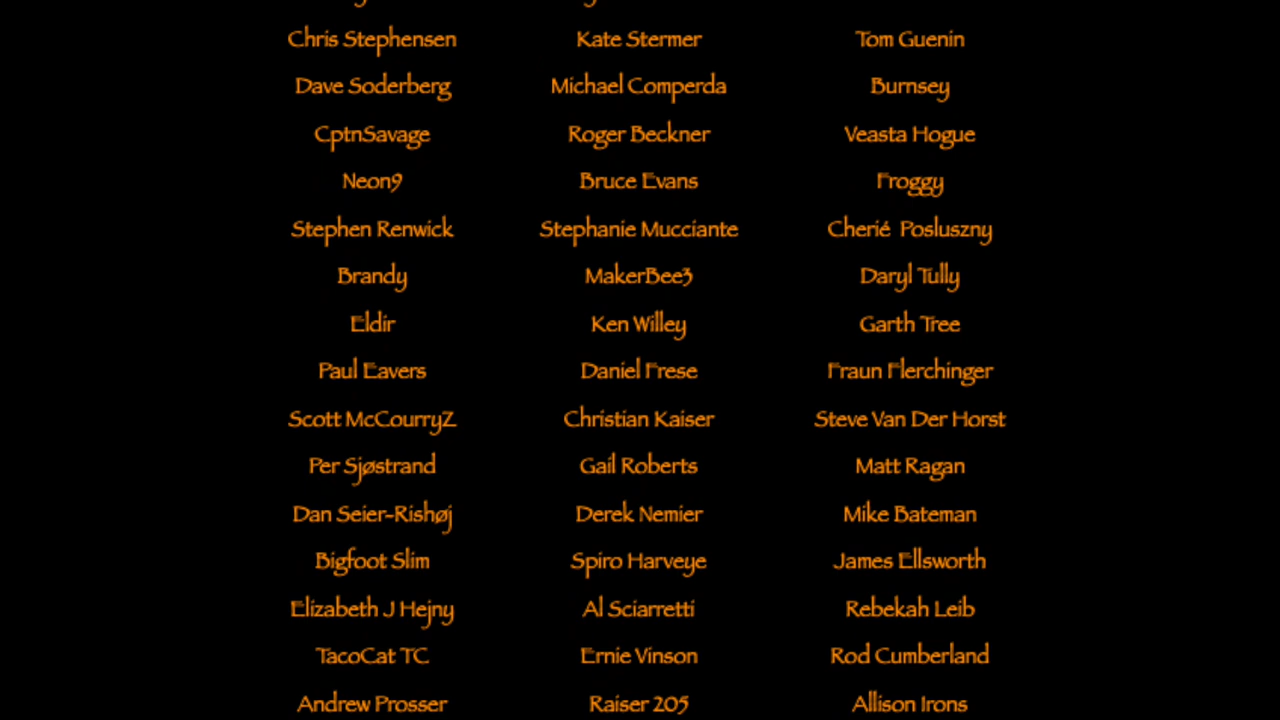 Chris Stephensen Kate Stermer Tom Guenin
Dave Soderberg Michael Comperda Burnsey
CptnSavage Roger Beckner Veasta Hogue
Neon9 Bruce Evans Froggy
Stephen Renwick Stephanie Mucciante Cherié Posluszny
Brandy MakerBee3 Daryl Tully
Eldir Ken Willey Garth Tree
Paul Eavers Daniel Frese Fraun Flerchinger
Scott McCourryZ Christian Kaiser Steve Van Der Horst
Per Sjøstrand Gail Roberts Matt Ragan
Dan Seier-Rishøj Derek Nemier Mike Bateman
Bigfoot Slim Spiro Harveye James Ellsworth
Elizabeth J Hejny Al Sciarretti Rebekah Leib
TacoCat TC Ernie Vinson Rod Cumberland
Andrew Prosser Raiser 205 Allison Irons